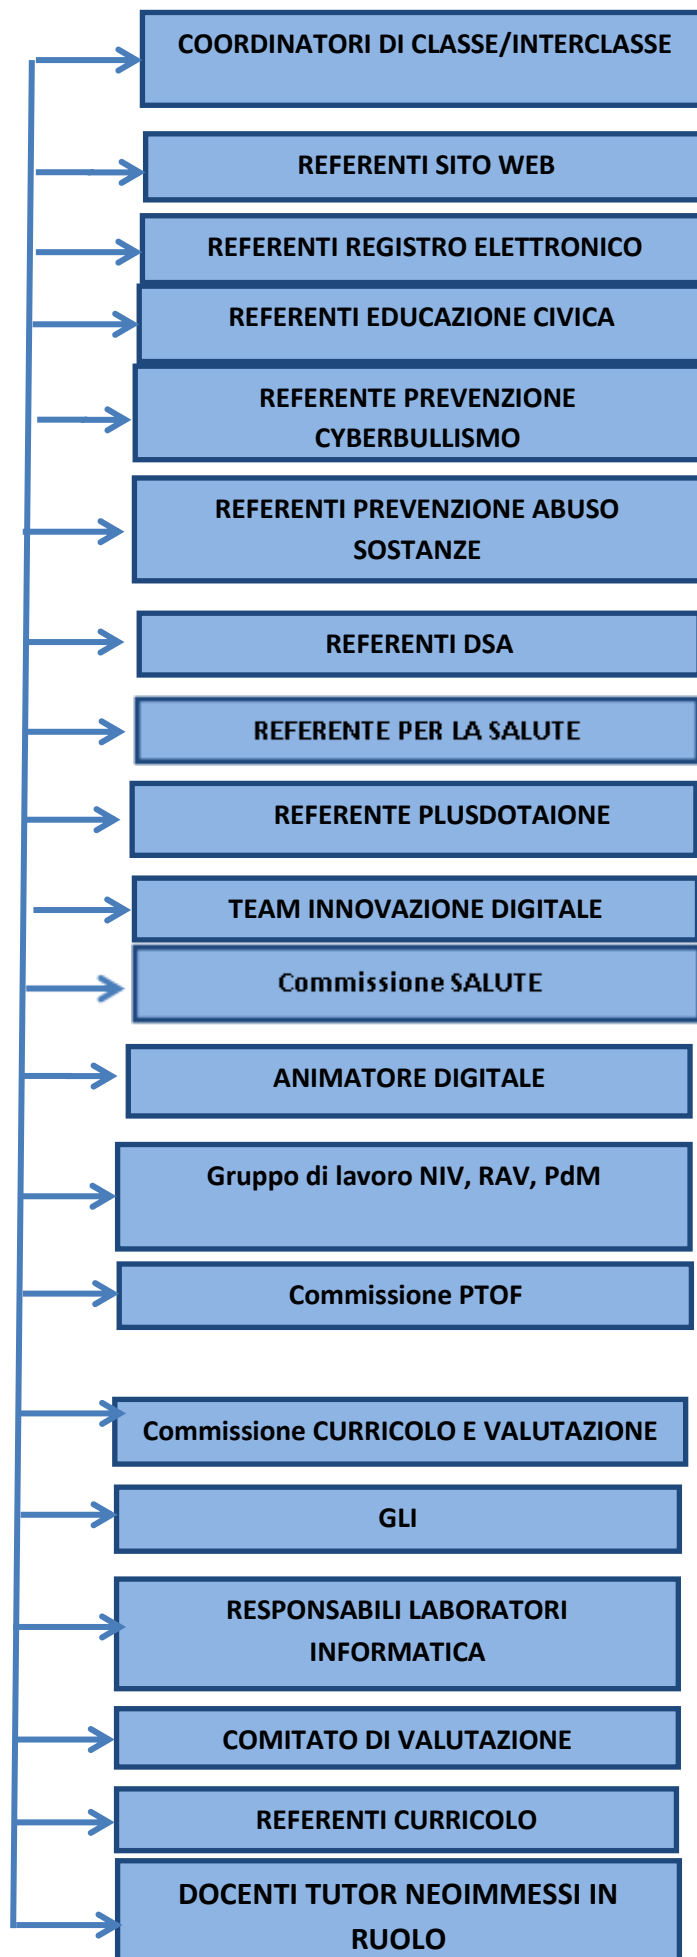 COORDINATORI DI CLASSE/INTERCLASSE
REFERENTI SITO WEB
REFERENTI REGISTRO ELETTRONICO
REFERENTI EDUCAZIONE CIVICA
REFERENTE PREVENZIONE
CYBERBULLISMO
REFERENTI PREVENZIONE ABUSO
SOSTANZE
REFERENTI DSA
REFERENTE PER LA SALUTE
REFERENTE PLUSDOTAIONE
TEAM INNOVAZIONE DIGITALE
Commissione SALUTE
ANIMATORE DIGITALE
Gruppo di lavoro NIV, RAV, PdM
Commissione PTOF
Commissione CURRICOLO E VALUTAZIONE
GLI
RESPONSABILI LABORATORI
INFORMATICA
COMITATO DI VALUTAZIONE
REFERENTI CURRICOLO
DOCENTI TUTOR NEOIMMESSI IN
RUOLO